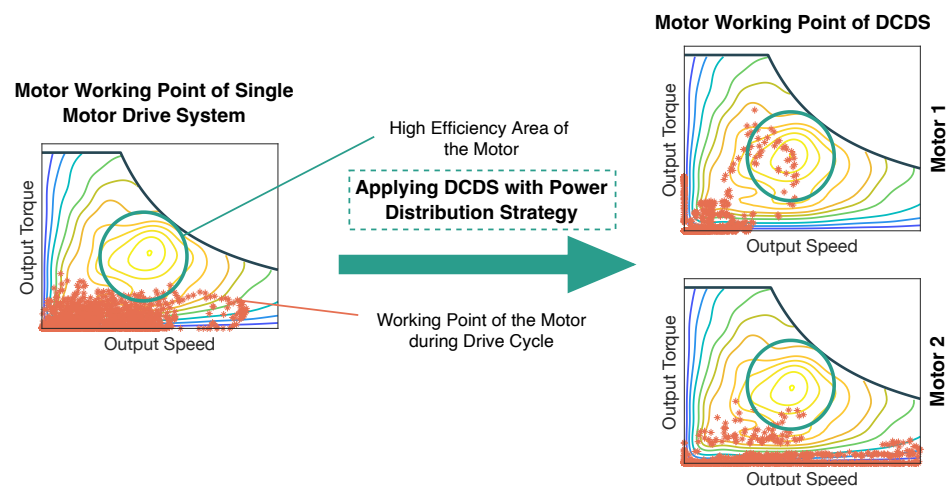 Motor Working Point of Single
Motor Drive System
Output Torque
Output Speed
High Efficiency Area of
the Motor
Applying DCDS with Power
Distribution Strategy
Working Point of the Motor
during Drive Cycle
Motor Working Point of DCDS
Output Torque
Output Speed
Motor 1
Output Torque
Output Speed
Motor 2